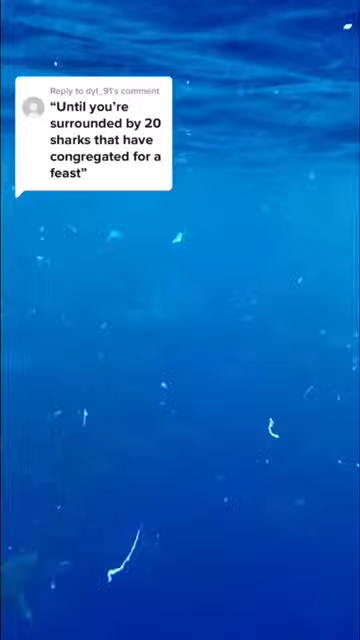 Reply to dyl_91's comment
“Until you’re
surrounded by 20
sharks that have
congregated for a
feast”